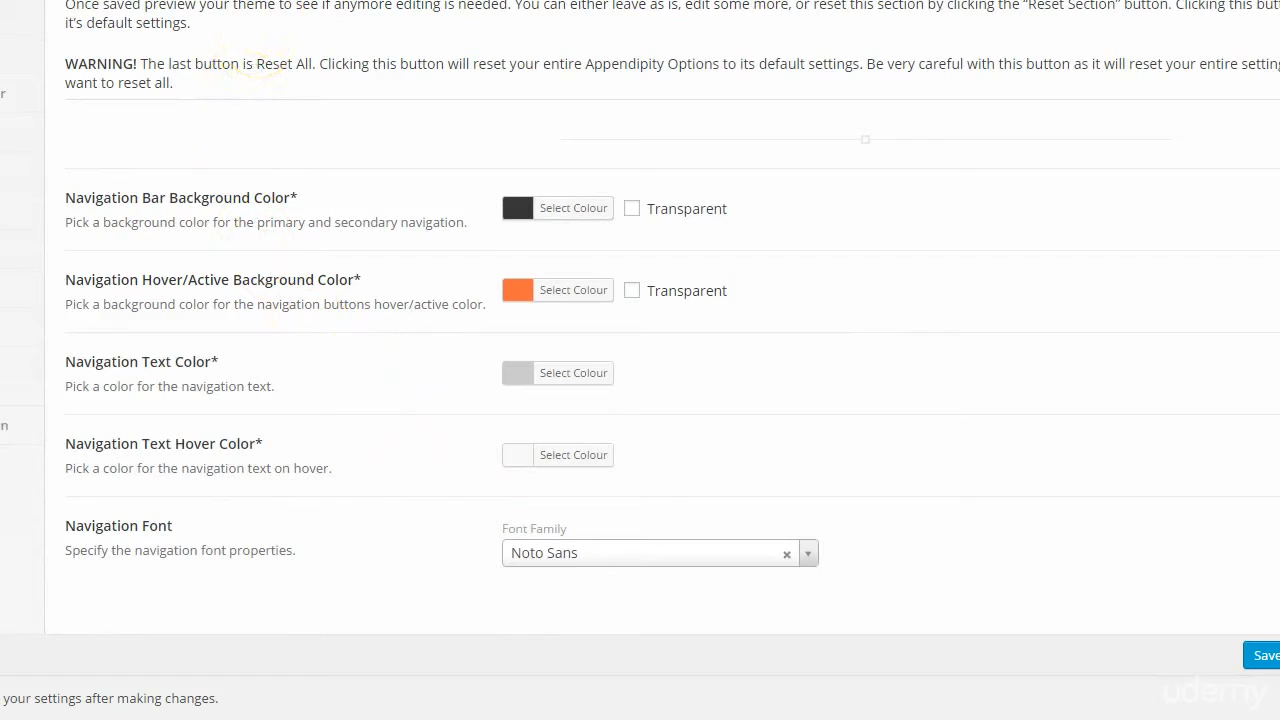 Once saved preview your theme to see if anymore editing is needed. You can either leave as is, edit some more, or reset this section by clicking the "Reset Section" button. Clicking this but
it's default settings.
WARNING! The last button is Reset All. Clicking this button will reset your entire Appendipity Options to its default settings. Be very careful with this button as it will reset your entire setting
want to reset all.
r
Navigation Bar Background Color*
Pick a background color for the primary and secondary navigation.
Select Colour
Transparent
Navigation Hover/Active Background Color*
Pick a background color for the navigation buttons hover/active color.
Select Colour
Transparent
Navigation Text Color*
Pick a color for the navigation text.
Select Colour
n
Navigation Text Hover Color*
Pick a color for the navigation text on hover.
Select Colour
Navigation Font
Specify the navigation font properties.
Font Family
Noto Sans
Save
your settings after making changes.
udemy